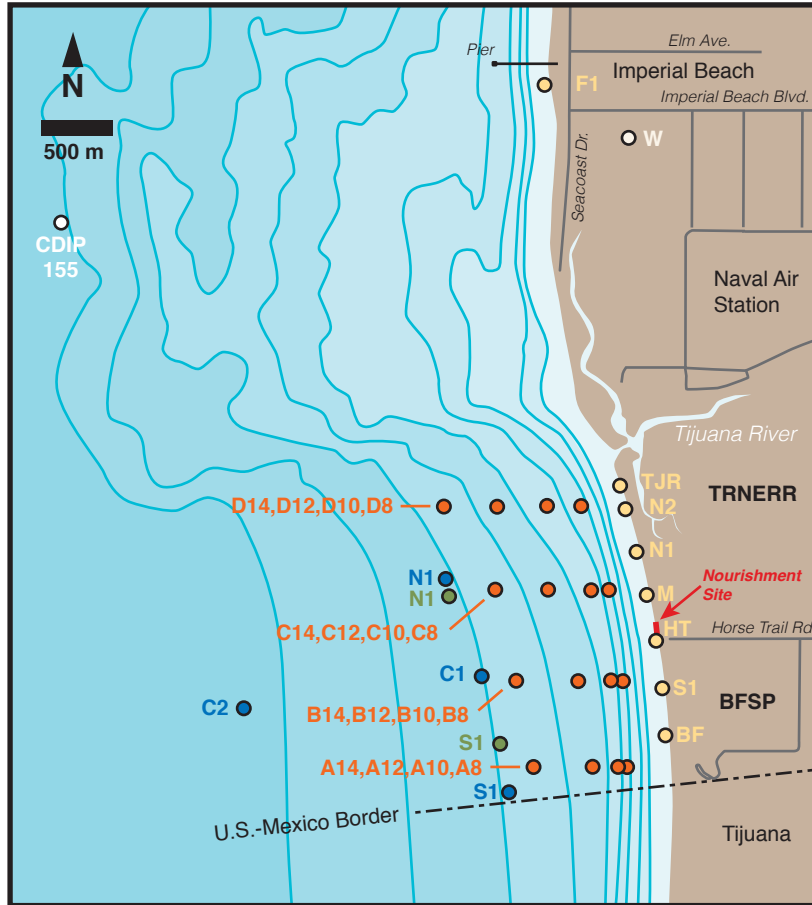 Elm Ave.
Pier
Imperial Beach
F1
Imperial Beach Blvd.
N
500 m
Seacoast Dr.
W
CDIP
155
Naval Air
Station
Tijuana River
TJR
TRNERR
D14,D12,D10,D8
N2
N1
N1
N1
Nourishment
Site
M
C14,C12,C10,C8
HT
Horse Trail Rd
C1
S1
BFSP
C2
B14,B12,B10,B8
BF
S1
A14,A12,A10,A8
S1
U.S.-Mexico Border
Tijuana